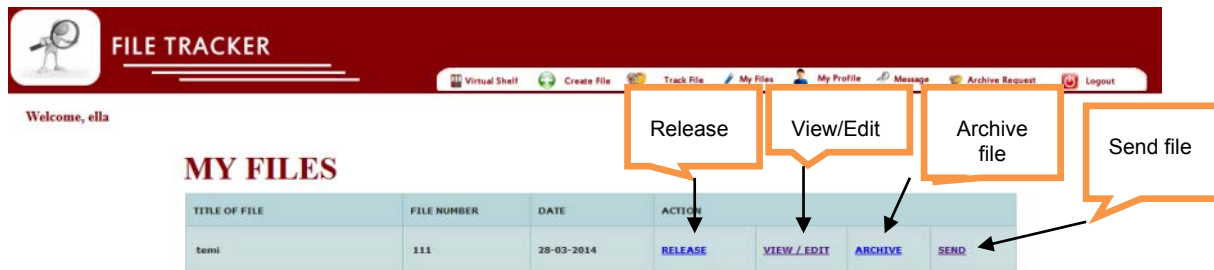 FILE TRACKER
Virtual Shelf Create File Track File My Files My Profile Message Archive Request Logout
Welcome, ella
Release
View/Edit
Archive
file
Send file
MY FILES
TITLE OF FILE FILE NUMBER DATE ACTION
temi 111 28-03-2014 RELEASE VIEW / EDIT ARCHIVE SEND